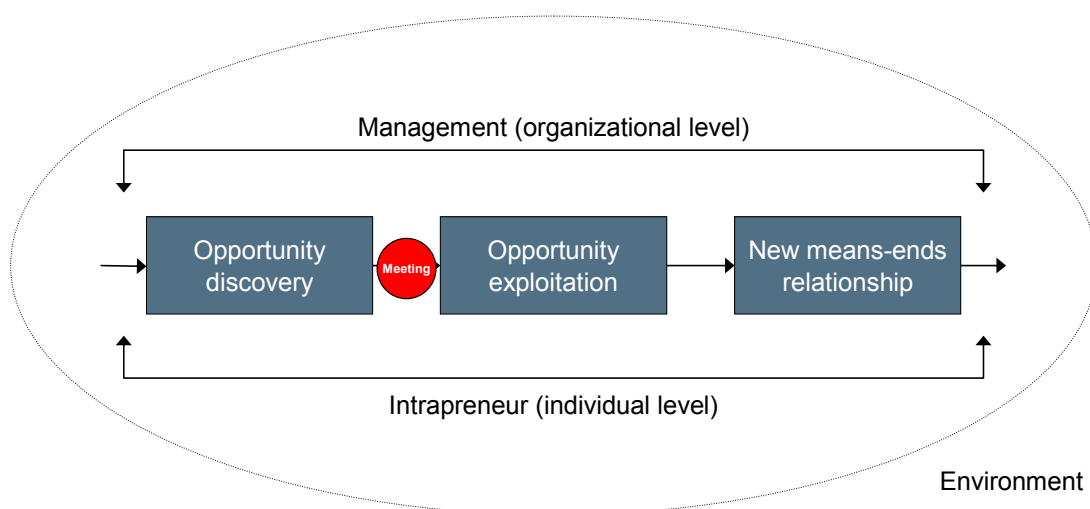 Management (organizational level)
Opportunity
discovery
Meeting
Opportunity
exploitation
New means-ends
relationship
Intrapreneur (individual level)
Environment